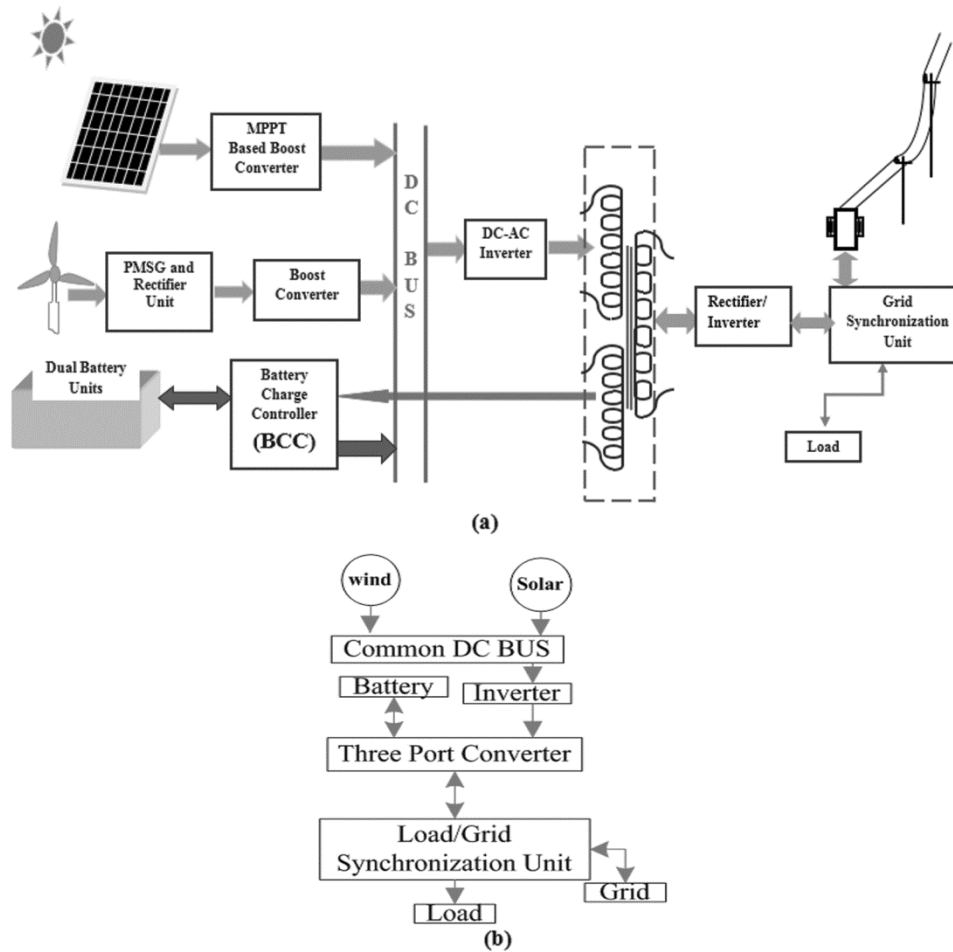 MPPT
Based Boost
Converter
DC BUS
PMSG and
Rectifier
Unit
Boost
Converter
DC-AC
Inverter
Rectifier/
Inverter
Grid
Synchronization
Unit
Dual Battery
Units
Battery
Charge
Controller
(BCC)
Load
(a)
wind
Solar
Common DC BUS
Battery
Inverter
Three Port Converter
Load/Grid
Synchronization Unit
Grid
Load
(b)